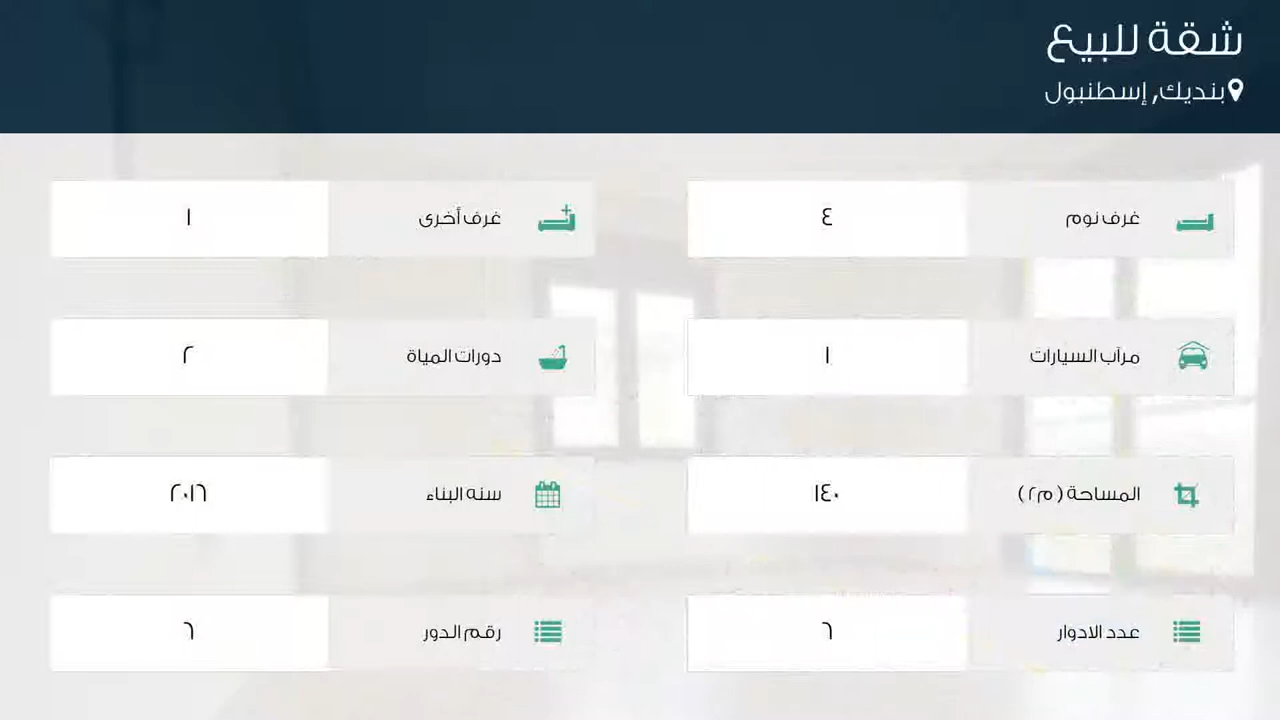 شقة للبيع
بنديك, إسطنبول
غرف نوم ٤
غرف أخرى ١
مرآب السيارات ١
دورات المياة ٢
المساحة ( م٢ ) ١٤٠
سنه البناء ٢٠١٦
عدد الادوار ٦
رقم الدور ٦